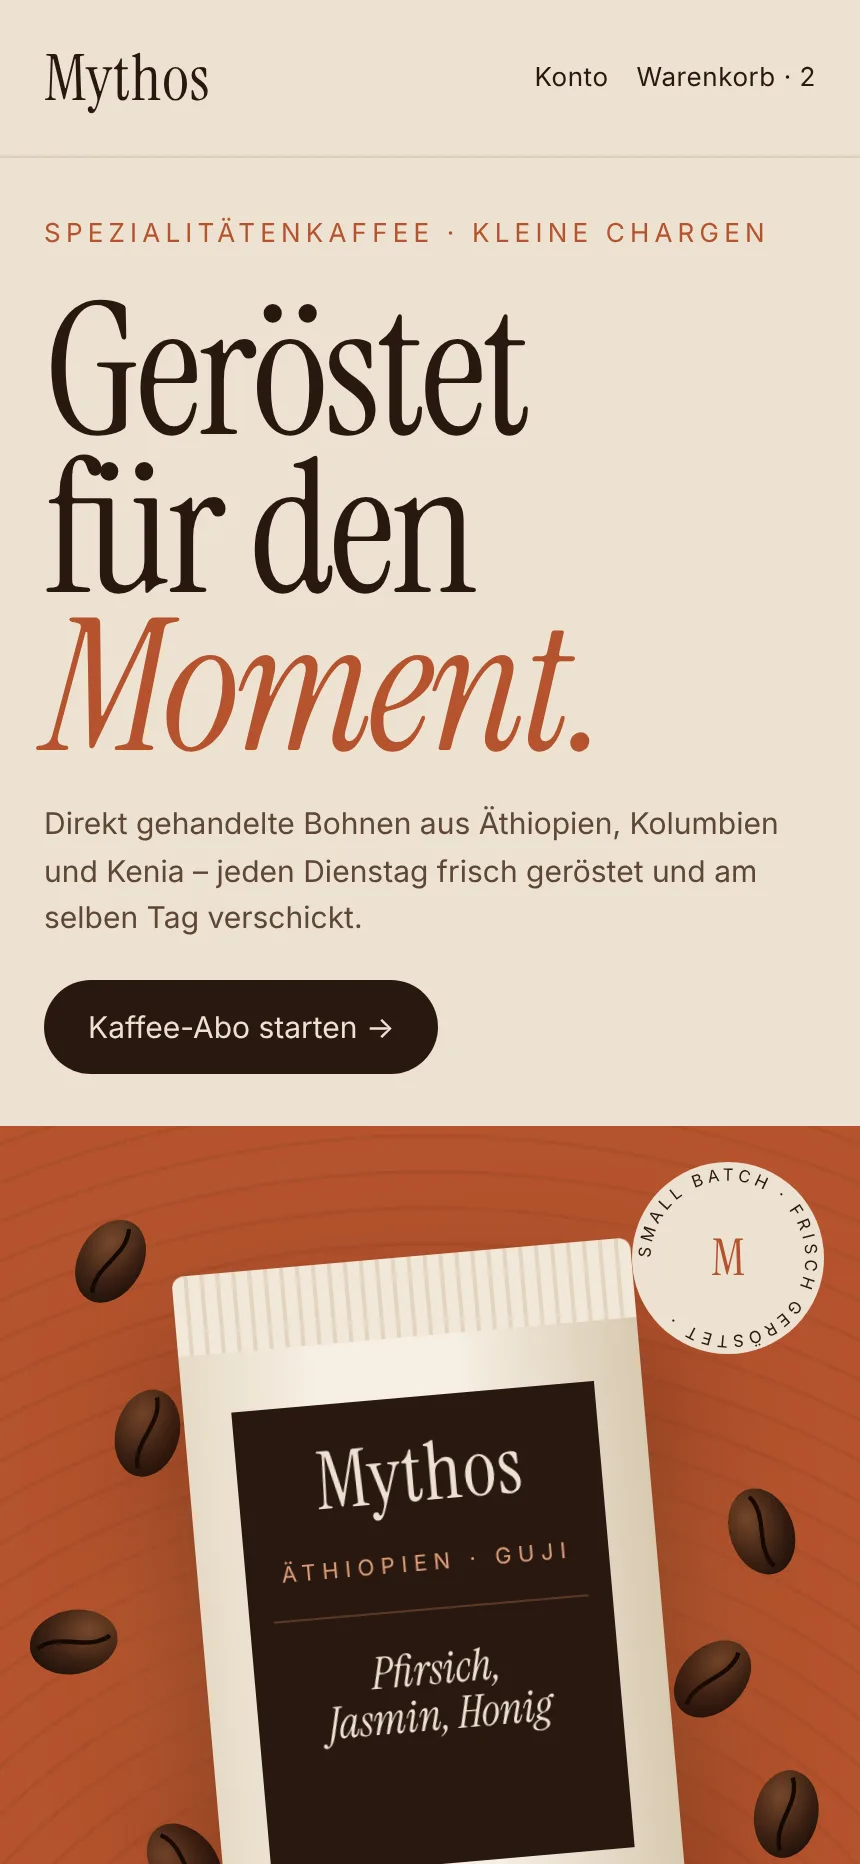 Mythos
Konto Warenkorb · 2
SPEZIALITÄTENKAFFEE · KLEINE CHARGEN
Geröstet
für den
Moment.
Direkt gehandelte Bohnen aus Äthiopien, Kolumbien
und Kenia – jeden Dienstag frisch geröstet und am
selben Tag verschickt.
Kaffee-Abo starten →
SMALL BATCH · FRISCH GERÖSTET ·
M
Mythos
ÄTHIOPIEN · GUJI
Pfirsich,
Jasmin, Honig